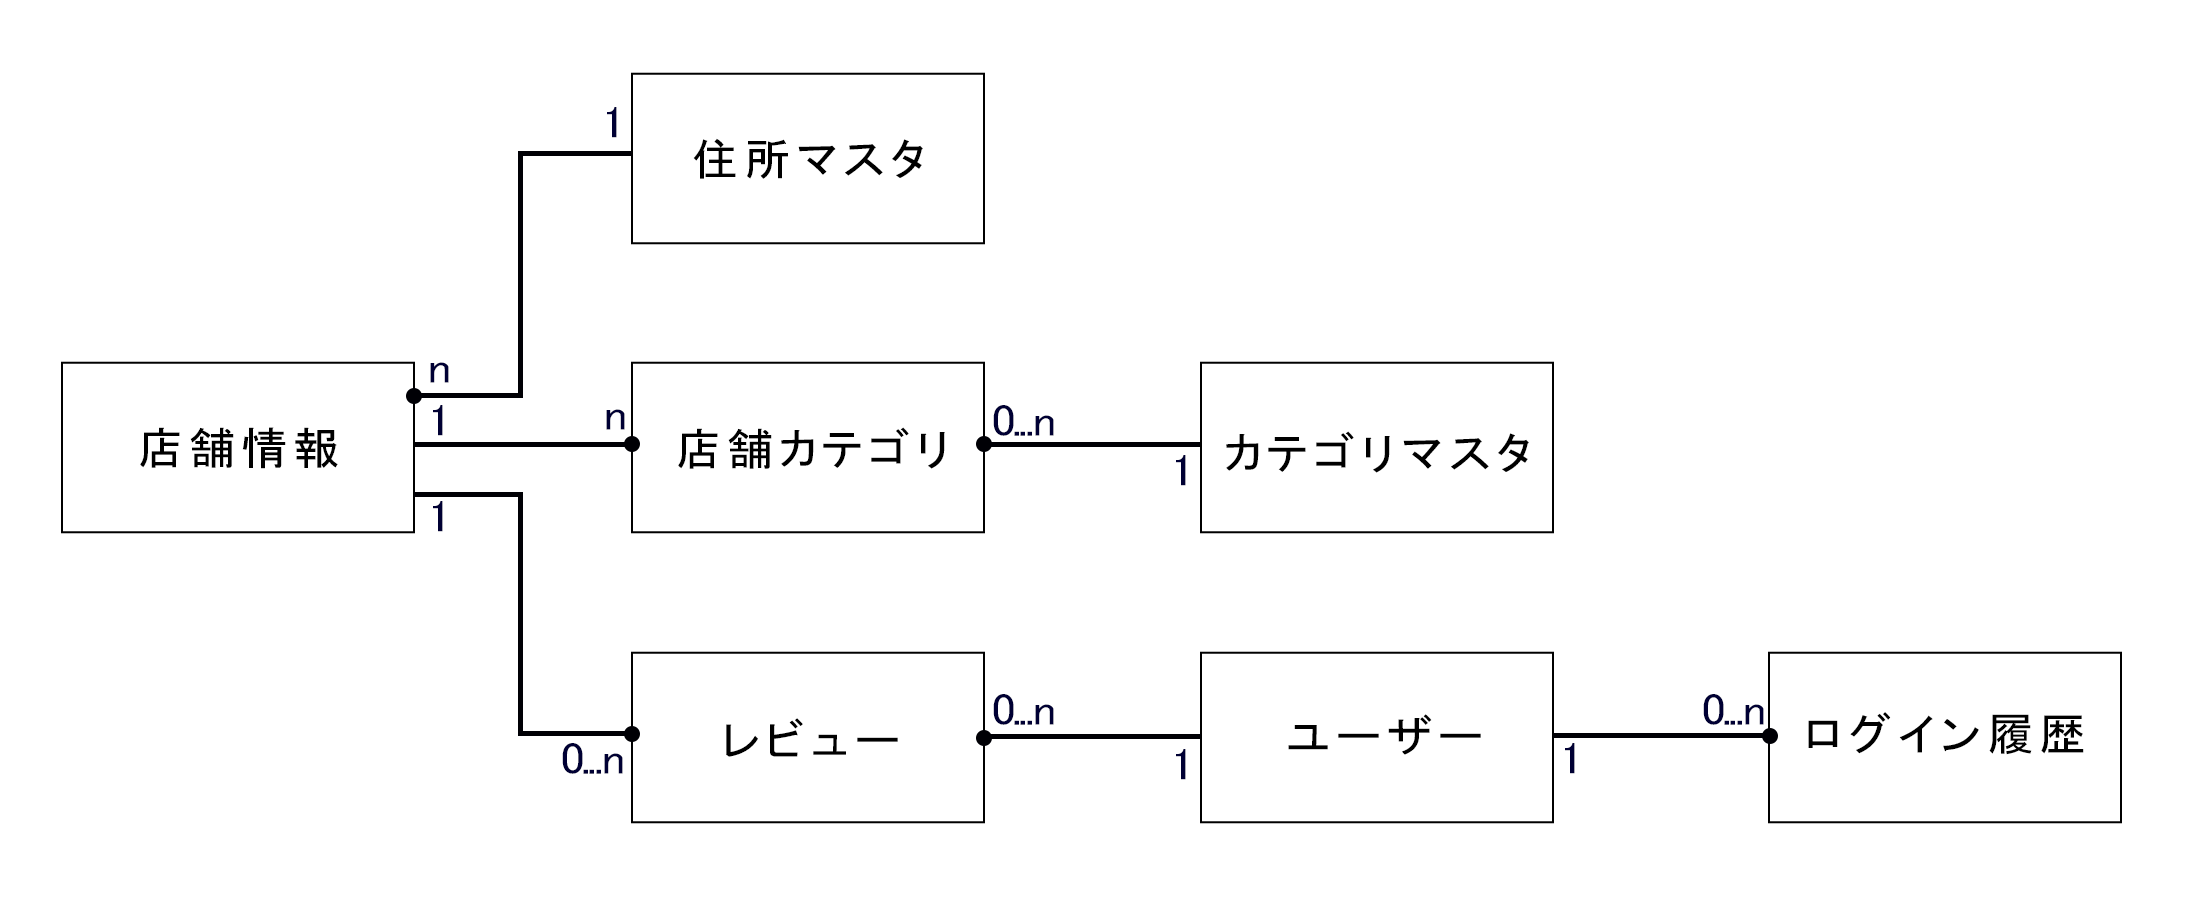 1
住所マスタ
n
1
店舗情報
1
n
店舗カテゴリ
0...n
1
カテゴリマスタ
0...n
レビュー
0...n
1
ユーザー
1
0...n
ログイン履歴